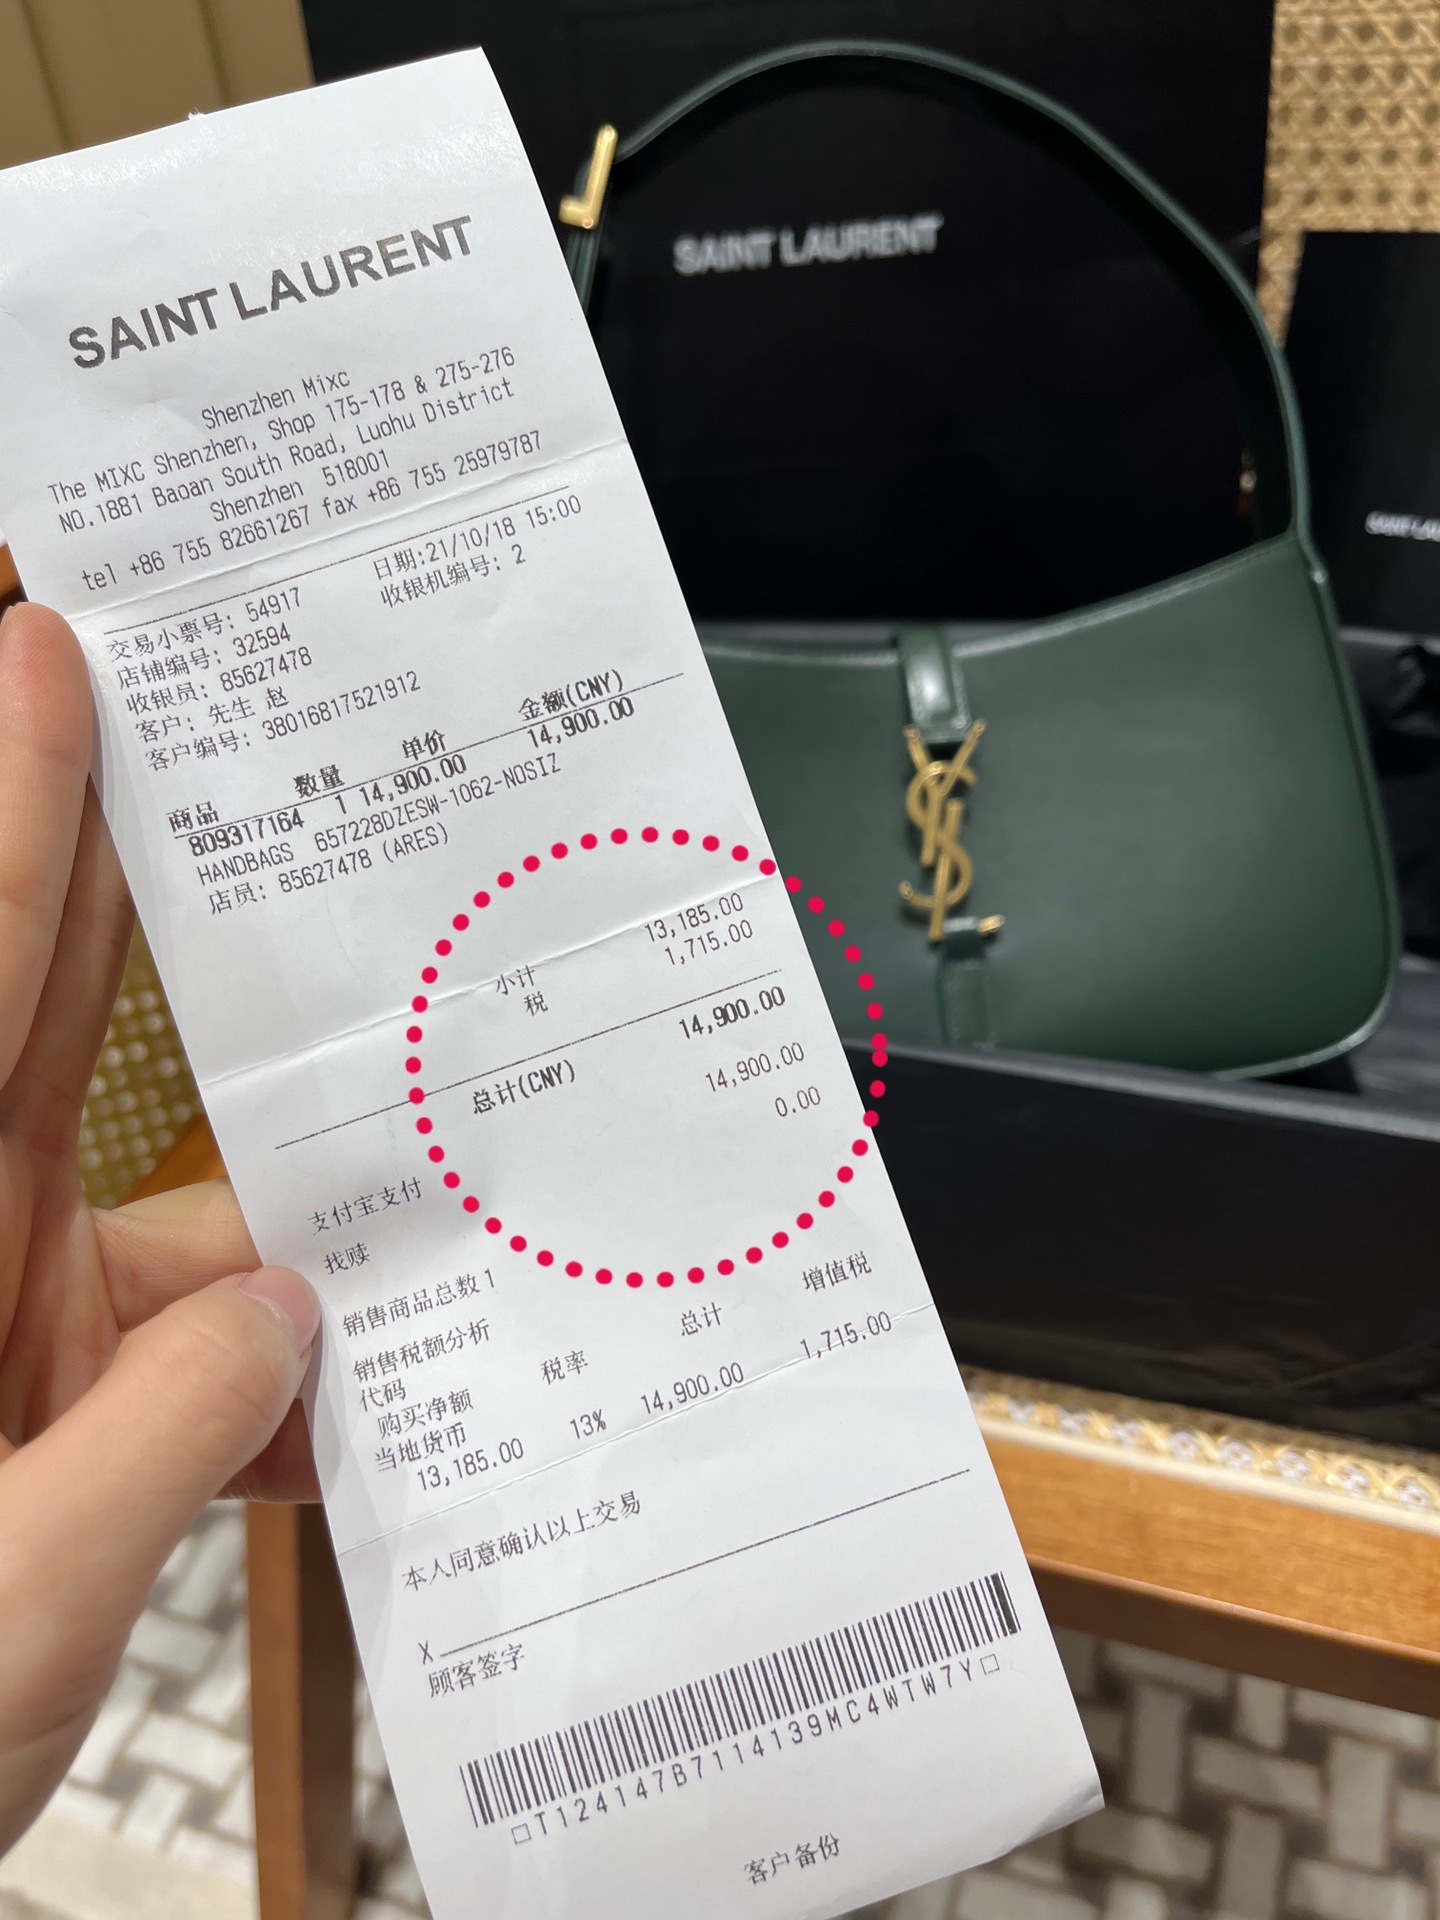 SAINT LAURENT
Shenzhen Mixc
The MIXC Shenzhen, Shop 175-178 & 275-276
NO.1881 Baoan South Road, Luohu District
Shenzhen 518001
tel +86 755 82661267 fax +86 755 25979787
日期:21/10/18 15:00
交易小票号: 54917 收银机编号: 2
店铺编号: 32594
收银员: 85627478
客户: 先生 赵
客户编号: 38016817521912
商品 数量 单价 金额(CNY)
809317164 1 14,900.00 14,900.00
HANDBAGS 657228DZESW-1062-NOSIZ
店员: 85627478 (ARES)
小计 13,185.00
税 1,715.00
总计(CNY) 14,900.00
支付宝支付 14,900.00
找赎 0.00
销售商品总数 1
销售税额分析
代码 税率 总计 增值税
购买净额
当地货币
13,185.00 13% 14,900.00 1,715.00
本人同意确认以上交易
X
顾客签字
T124147B7114139MC4WTW7Y
客户备份
SAINT LAURENT
YSL
SAINT LAU